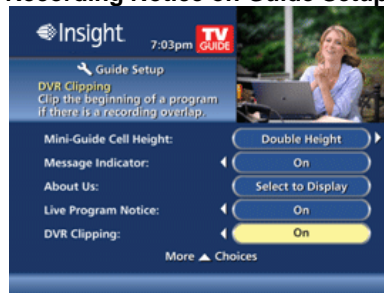 Recording Notice on Guide Setup
Insight
7:03pm
TV
GUIDE
Guide Setup
DVR Clipping
Clip the beginning of a program
if there is a recording overlap.
Mini-Guide Cell Height: Double Height
Message Indicator: On
About Us: Select to Display
Live Program Notice: On
DVR Clipping: On
More Choices